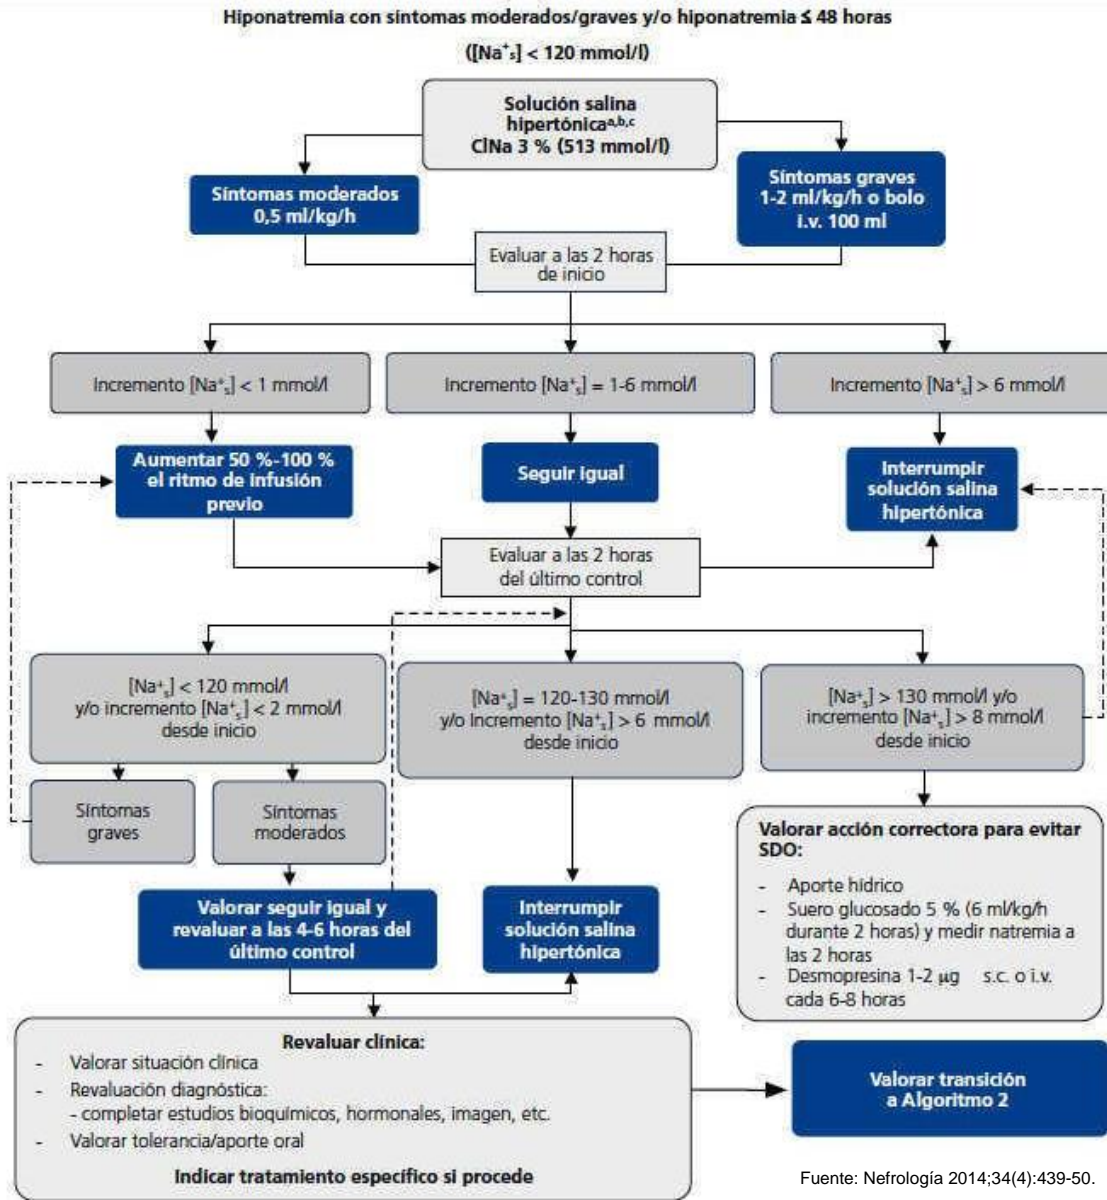 Hiponatremia con síntomas moderados/graves y/o hiponatremia ≤ 48 horas
([Na⁺ₛ] < 120 mmol/l)
Solución salina
hipertónicaᵃ,ᵇ,ᶜ
ClNa 3 % (513 mmol/l)
Síntomas moderados
0,5 ml/kg/h
Síntomas graves
1-2 ml/kg/h o bolo
i.v. 100 ml
Evaluar a las 2 horas
de inicio
Incremento [Na⁺ₛ] < 1 mmol/l
Incremento [Na⁺ₛ] = 1-6 mmol/l
Incremento [Na⁺ₛ] > 6 mmol/l
Aumentar 50 %-100 %
el ritmo de infusión
previo
Seguir igual
Interrumpir
solución salina
hipertónica
Evaluar a las 2 horas
del último control
[Na⁺ₛ] < 120 mmol/l
y/o incremento [Na⁺ₛ] < 2 mmol/l
desde inicio
[Na⁺ₛ] = 120-130 mmol/l
y/o incremento [Na⁺ₛ] > 6 mmol/l
desde inicio
[Na⁺ₛ] > 130 mmol/l y/o
incremento [Na⁺ₛ] > 8 mmol/l
desde inicio
Síntomas
graves
Síntomas
moderados
Valorar seguir igual y
revaluar a las 4-6 horas del
último control
Interrumpir
solución salina
hipertónica
Valorar acción correctora para evitar
SDO:
- Aporte hídrico
- Suero glucosado 5 % (6 ml/kg/h
durante 2 horas) y medir natremia a
las 2 horas
- Desmopresina 1-2 µg s.c. o i.v.
cada 6-8 horas
Revaluar clínica:
- Valorar situación clínica
- Revaluación diagnóstica:
- completar estudios bioquímicos, hormonales, imagen, etc.
- Valorar tolerancia/aporte oral
Indicar tratamiento específico si procede
Valorar transición
a Algoritmo 2
Fuente: Nefrología 2014;34(4):439-50.